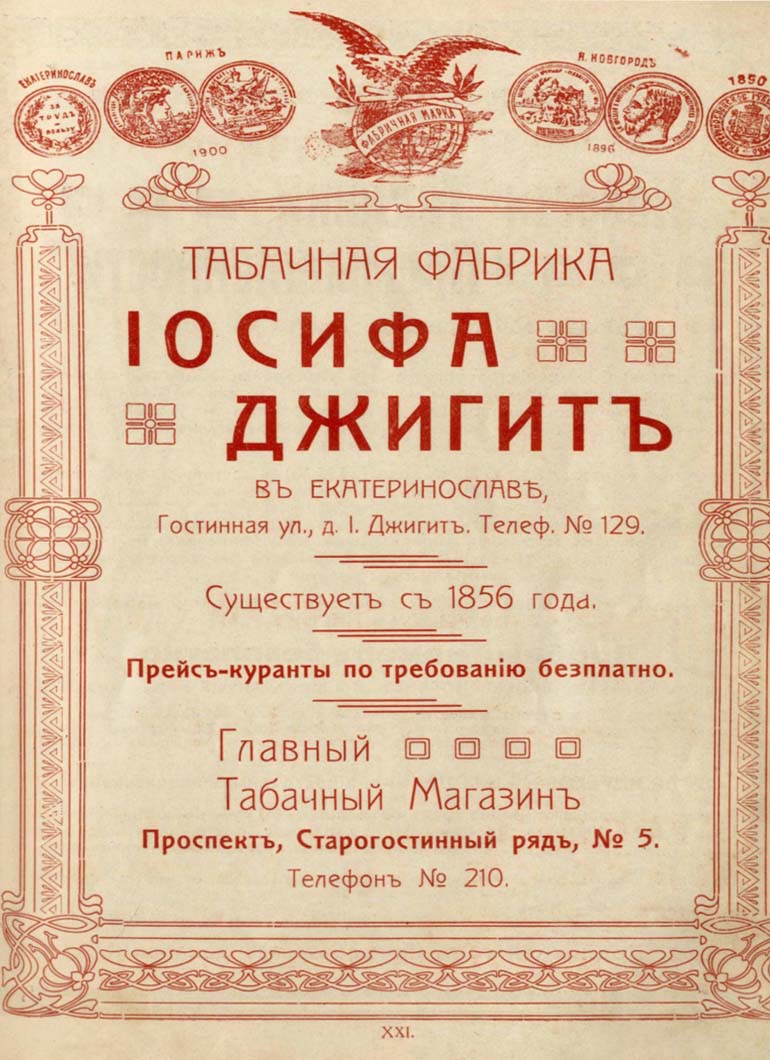 ЕКАТЕРИНОСЛАВЪ
ПАРИЖЪ
Н.НОВГОРОДЪ
1850
ЗА
ТРУДЪ
И
ПОЛЬЗУ
ФАБРИЧНАЯ МАРКА
1900
1896
ТАБАЧНАЯ ФАБРИКА
ІОСИФА
ДЖИГИТЪ
ВЪ ЕКАТЕРИНОСЛАВѢ,
Гостинная ул., д. І. Джигитъ. Телеф. № 129.
Существуетъ съ 1856 года.
Прейсъ-куранты по требованію безплатно.
Главный
Табачный Магазинъ
Проспектъ, Старогостинный рядъ, № 5.
Телефонъ № 210.
XXI.